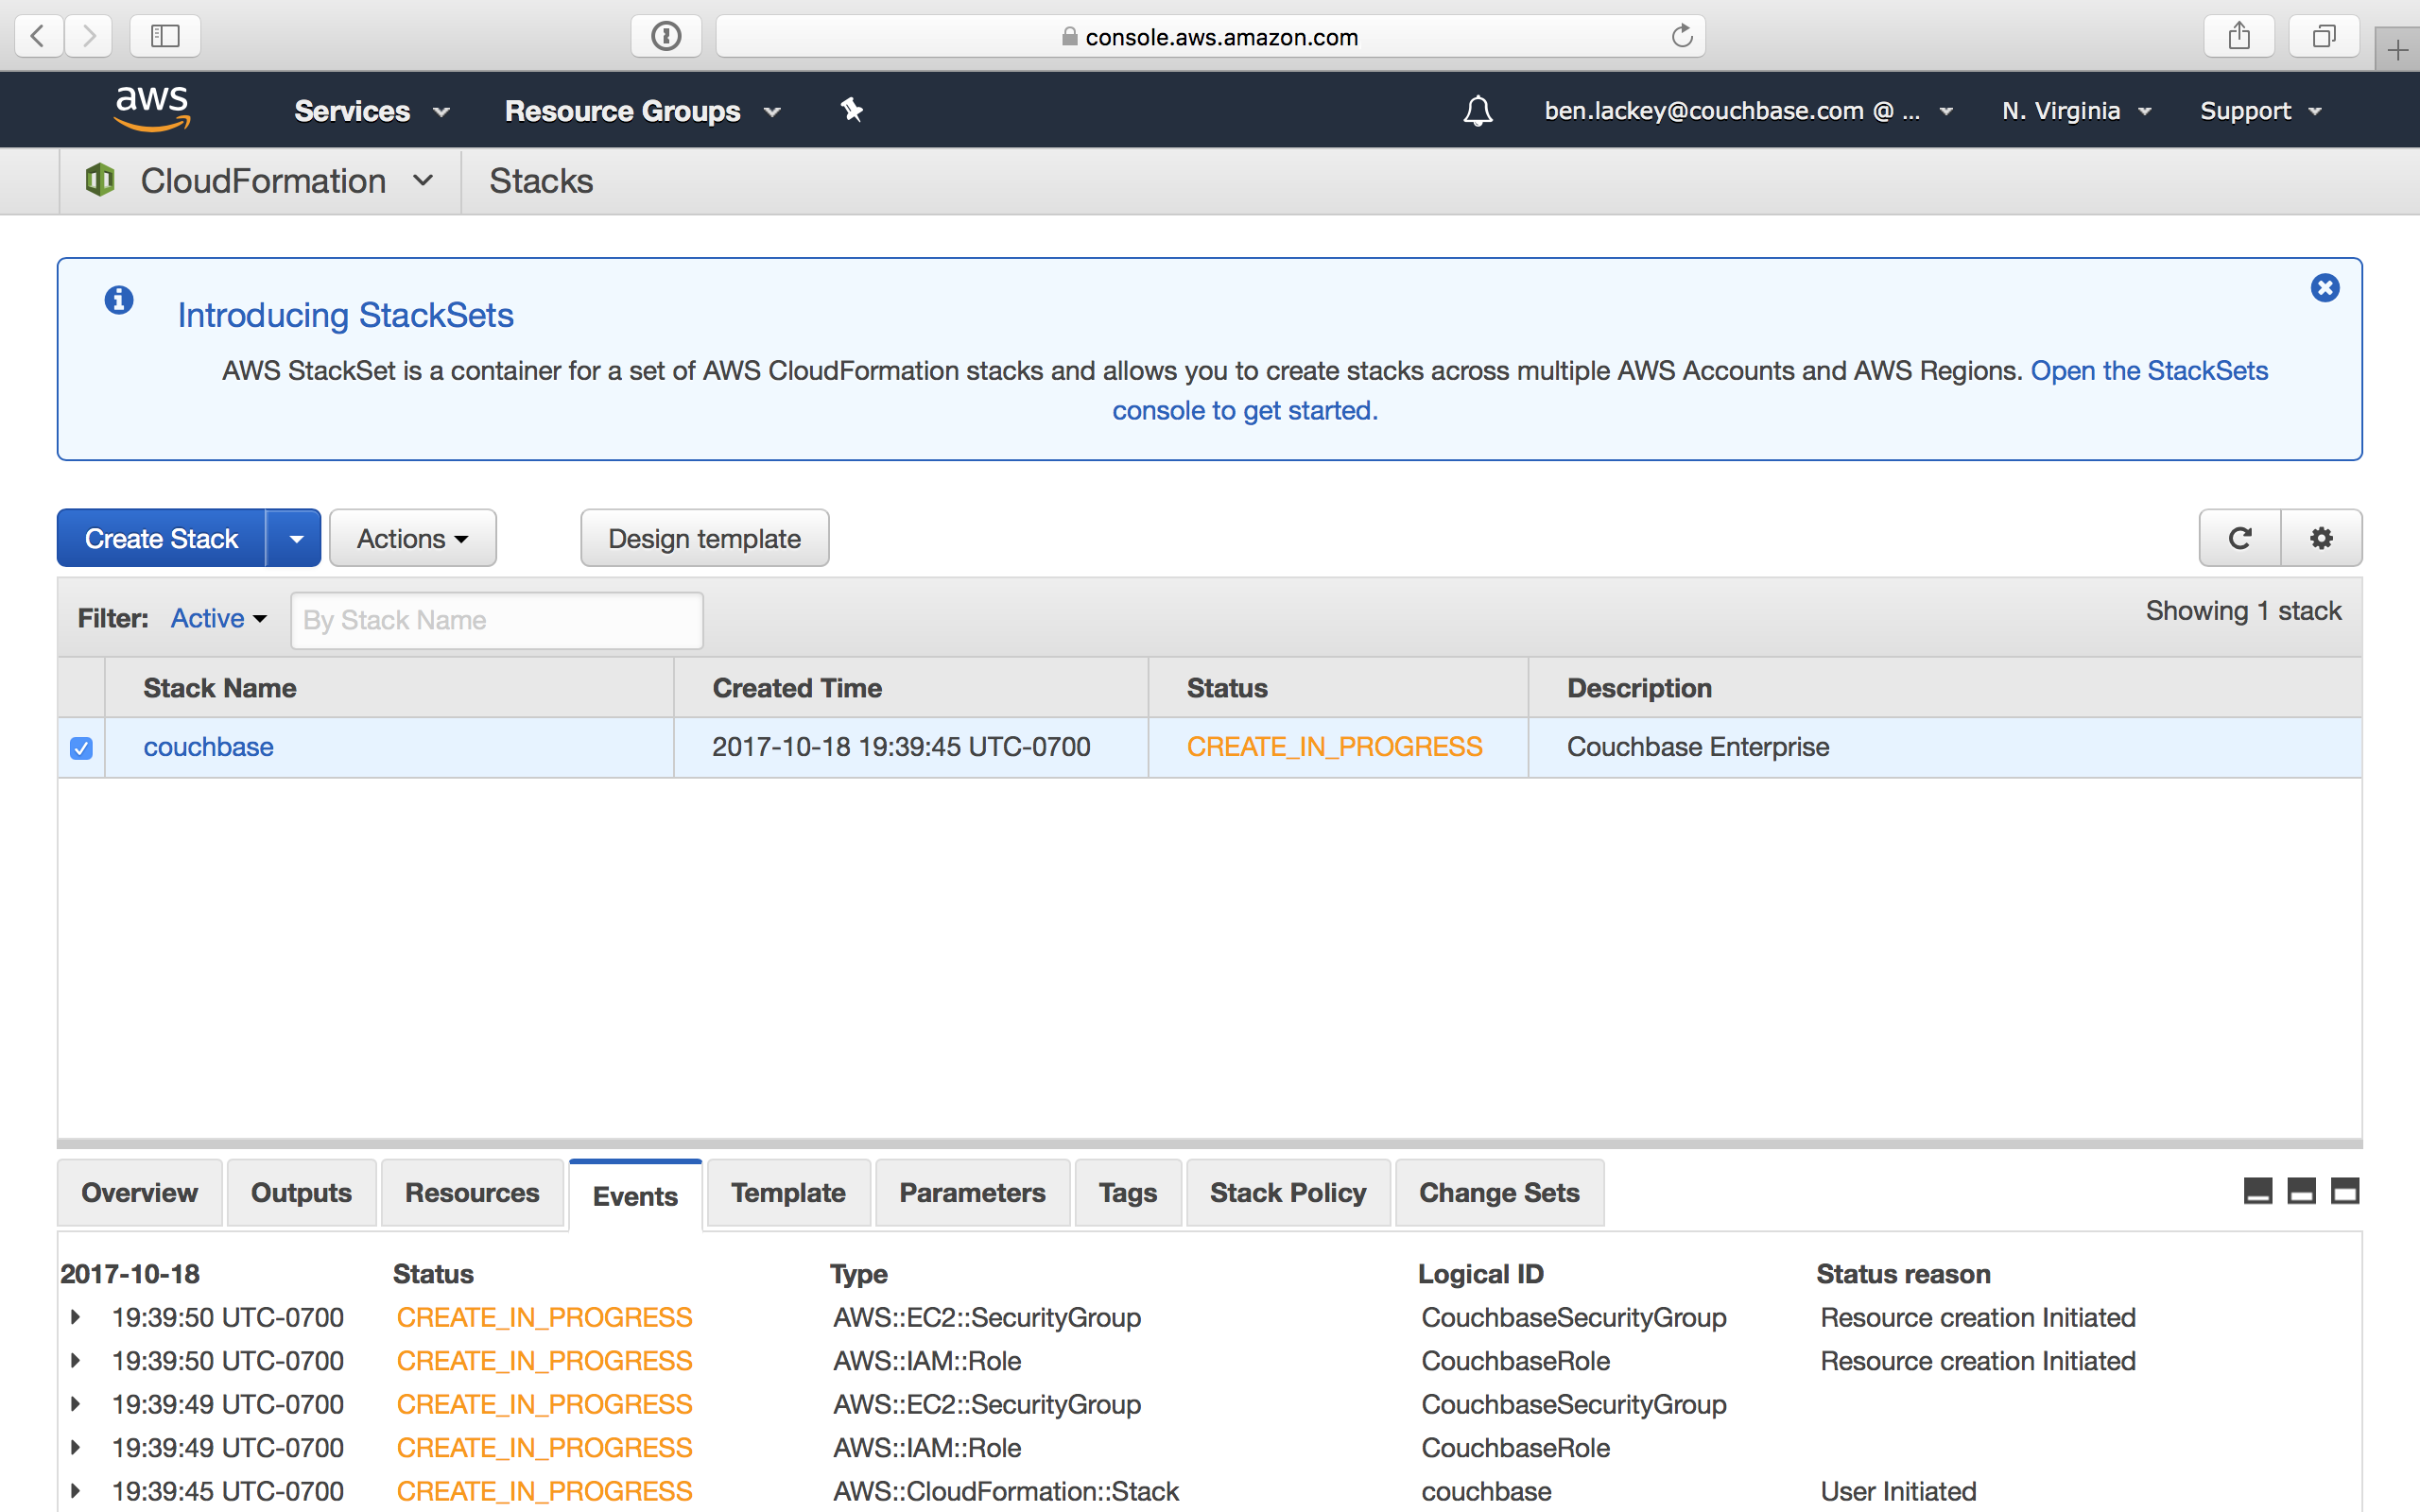 console.aws.amazon.com
aws Services Resource Groups ben.lackey@couchbase.com @ ... N. Virginia Support
CloudFormation Stacks
Introducing StackSets
AWS StackSet is a container for a set of AWS CloudFormation stacks and allows you to create stacks across multiple AWS Accounts and AWS Regions. Open the StackSets
console to get started.
Create Stack Actions Design template
Filter: Active By Stack Name Showing 1 stack
Stack Name Created Time Status Description
couchbase 2017-10-18 19:39:45 UTC-0700 CREATE_IN_PROGRESS Couchbase Enterprise
Overview Outputs Resources Events Template Parameters Tags Stack Policy Change Sets
2017-10-18 Status Type Logical ID Status reason
19:39:50 UTC-0700 CREATE_IN_PROGRESS AWS::EC2::SecurityGroup CouchbaseSecurityGroup Resource creation Initiated
19:39:50 UTC-0700 CREATE_IN_PROGRESS AWS::IAM::Role CouchbaseRole Resource creation Initiated
19:39:49 UTC-0700 CREATE_IN_PROGRESS AWS::EC2::SecurityGroup CouchbaseSecurityGroup
19:39:49 UTC-0700 CREATE_IN_PROGRESS AWS::IAM::Role CouchbaseRole
19:39:45 UTC-0700 CREATE_IN_PROGRESS AWS::CloudFormation::Stack couchbase User Initiated